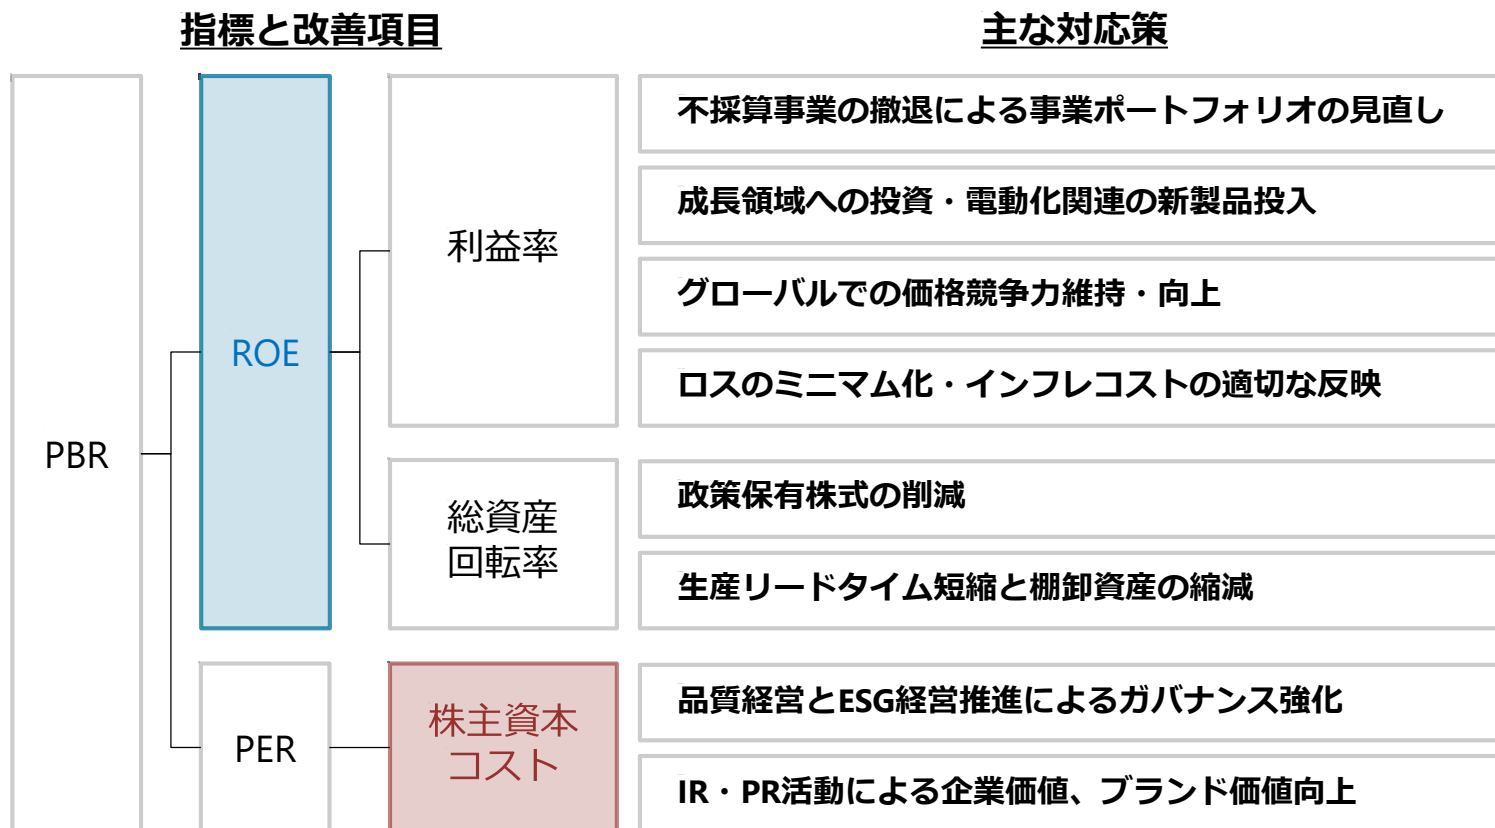 指標と改善項目
主な対応策
PBR
ROE
利益率
不採算事業の撤退による事業ポートフォリオの見直し
成長領域への投資・電動化関連の新製品投入
グローバルでの価格競争力維持・向上
ロスのミニマム化・インフレコストの適切な反映
総資産
回転率
政策保有株式の削減
生産リードタイム短縮と棚卸資産の縮減
PER
株主資本
コスト
品質経営とESG経営推進によるガバナンス強化
IR・PR活動による企業価値、ブランド価値向上